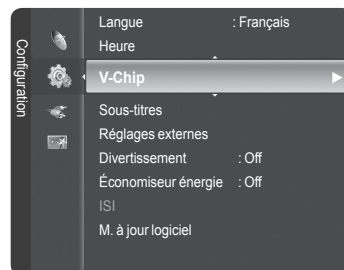 Configuration
Langue : Français
Heure
V-Chip
Sous-titres
Réglages externes
Divertissement : Off
Économiseur énergie : Off
ISI
M. à jour logiciel